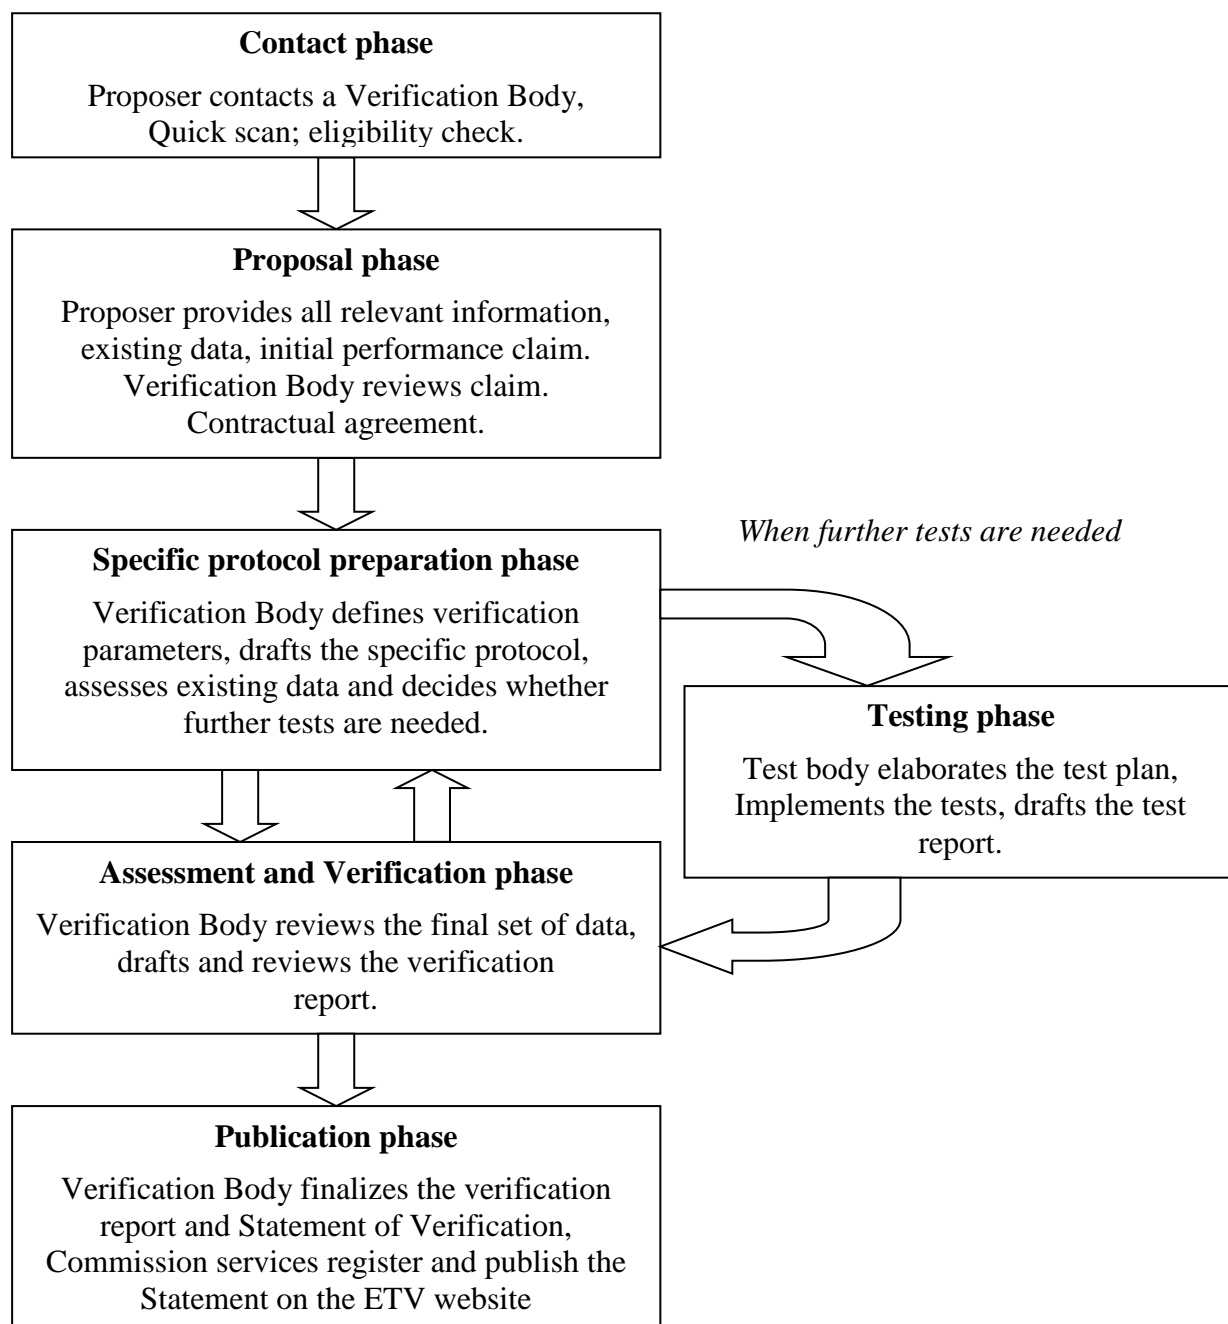 Contact phase
Proposer contacts a Verification Body,
Quick scan; eligibility check.
Proposal phase
Proposer provides all relevant information,
existing data, initial performance claim.
Verification Body reviews claim.
Contractual agreement.
When further tests are needed
Specific protocol preparation phase
Verification Body defines verification
parameters, drafts the specific protocol,
assesses existing data and decides whether
further tests are needed.
Testing phase
Test body elaborates the test plan,
Implements the tests, drafts the test
report.
Assessment and Verification phase
Verification Body reviews the final set of data,
drafts and reviews the verification
report.
Publication phase
Verification Body finalizes the verification
report and Statement of Verification,
Commission services register and publish the
Statement on the ETV website